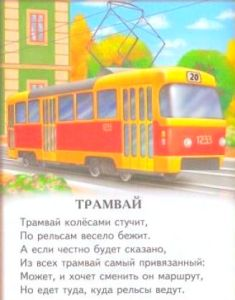 20
1233
ТРАМВАЙ
Трамвай колёсами стучит,
По рельсам весело бежит.
А если честно будет сказано,
Из всех трамвай самый привязанный:
Может, и хочет сменить он маршрут,
Но едет туда, куда рельсы ведут.